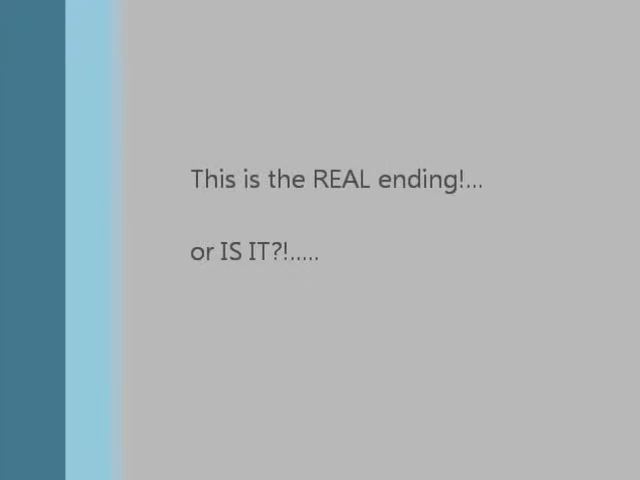 This is the REAL ending!...
or IS IT?!.....